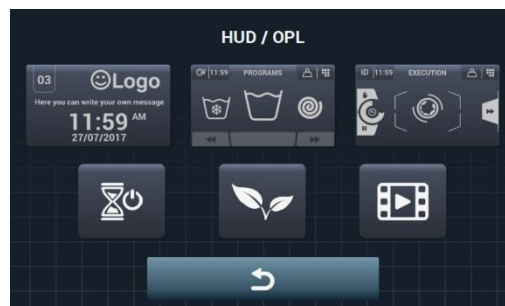 HUD / OPL
03
Logo
Here you can write your own message
11:59 AM
27/07/2017
11:59 PROGRAMS
ID 11:59 EXECUTION